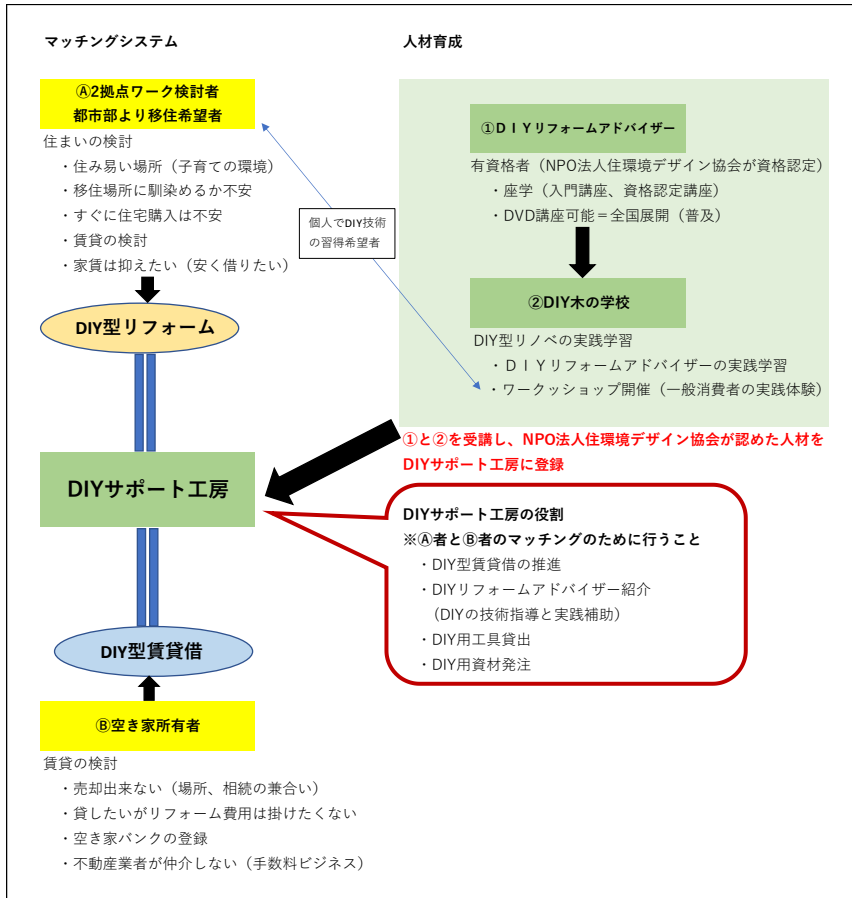 マッチングシステム
Ⓐ2拠点ワーク検討者
都市部より移住希望者
住まいの検討
・住み易い場所（子育ての環境）
・移住場所に馴染めるか不安
・すぐに住宅購入は不安
・賃貸の検討
・家賃は抑えたい（安く借りたい）
DIY型リフォーム
DIYサポート工房
DIY型賃貸借
Ⓑ空き家所有者
賃貸の検討
・売却出来ない（場所、相続の兼合い）
・貸したいがリフォーム費用は掛けたくない
・空き家バンクの登録
・不動産業者が仲介しない（手数料ビジネス）
個人でDIY技術
の習得希望者
人材育成
①ＤＩＹリフォームアドバイザー
有資格者（NPO法人住環境デザイン協会が資格認定）
・座学（入門講座、資格認定講座）
・DVD講座可能＝全国展開（普及）
②DIY木の学校
DIY型リノベの実践学習
・ＤＩＹリフォームアドバイザーの実践学習
・ワークッショップ開催（一般消費者の実践体験）
①と②を受講し、NPO法人住環境デザイン協会が認めた人材を
DIYサポート工房に登録
DIYサポート工房の役割
※Ⓐ者とⒷ者のマッチングのために行うこと
・DIY型賃貸借の推進
・DIYリフォームアドバイザー紹介
（DIYの技術指導と実践補助）
・DIY用工具貸出
・DIY用資材発注